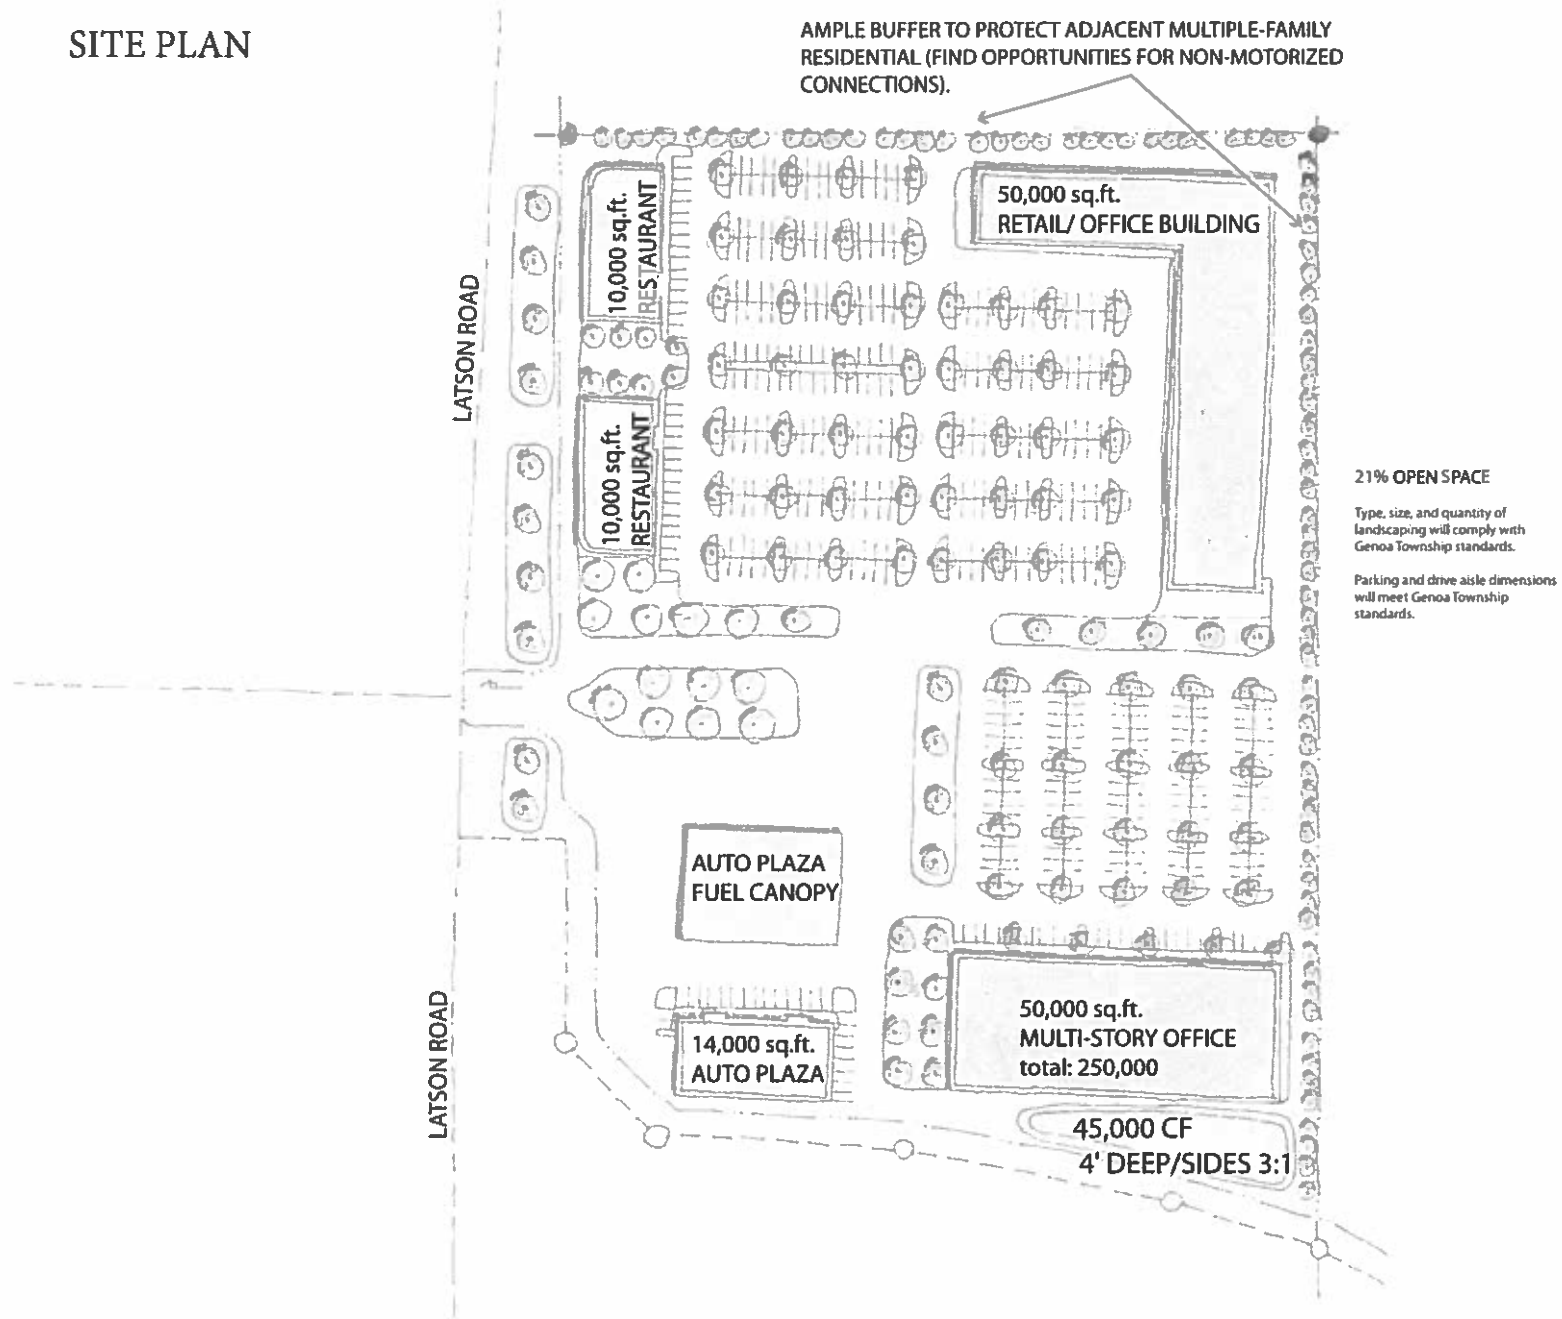 SITE PLAN
AMPLE BUFFER TO PROTECT ADJACENT MULTIPLE-FAMILY
RESIDENTIAL (FIND OPPORTUNITIES FOR NON-MOTORIZED
CONNECTIONS).
10,000 sq.ft.
RESTAURANT
50,000 sq.ft.
RETAIL/ OFFICE BUILDING
LATSON ROAD
10,000 sq.ft.
RESTAURANT
21% OPEN SPACE
Type, size, and quantity of
landscaping will comply with
Genoa Township standards.
Parking and drive aisle dimensions
will meet Genoa Township
standards.
AUTO PLAZA
FUEL CANOPY
LATSON ROAD
14,000 sq.ft.
AUTO PLAZA
50,000 sq.ft.
MULTI-STORY OFFICE
total: 250,000
45,000 CF
4' DEEP/SIDES 3:1